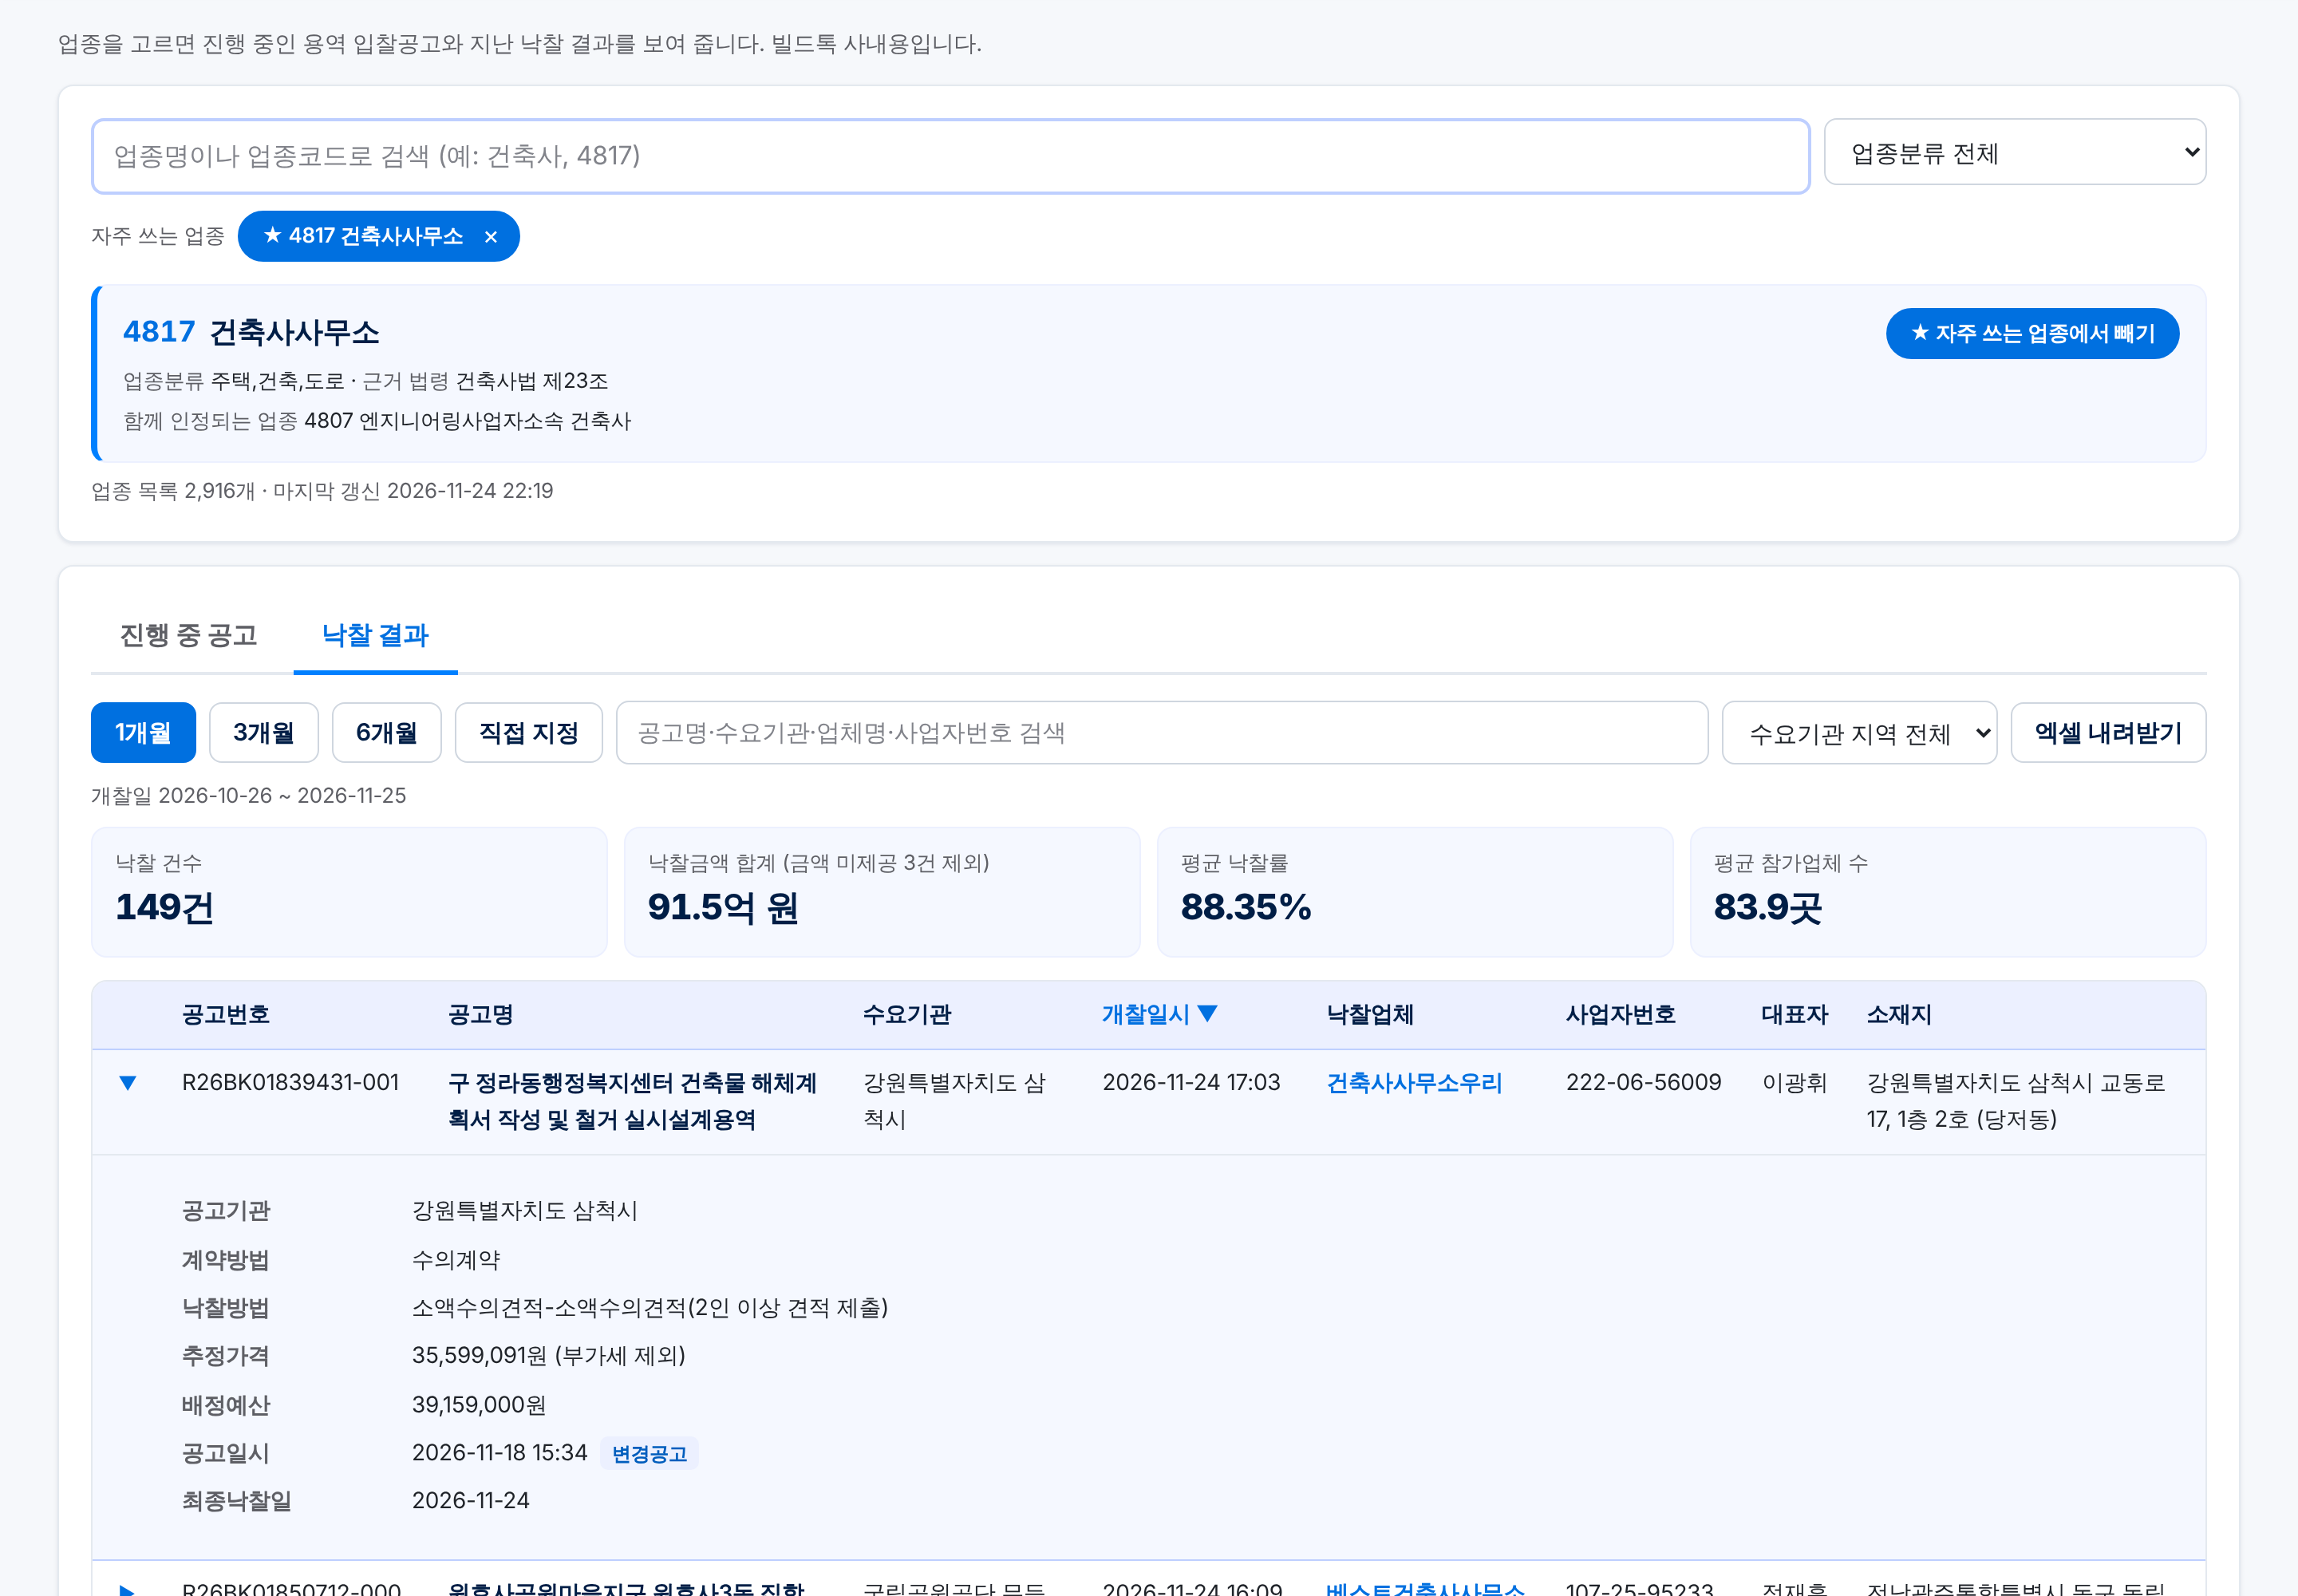 업종을 고르면 진행 중인 용역 입찰공고와 지난 낙찰 결과를 보여 줍니다. 빌드톡 사내용입니다.
업종명이나 업종코드로 검색 (예: 건축사, 4817)
업종분류 전체
자주 쓰는 업종 ★ 4817 건축사사무소 ×
4817 건축사사무소
★ 자주 쓰는 업종에서 빼기
업종분류 주택,건축,도로 · 근거 법령 건축사법 제23조
함께 인정되는 업종 4807 엔지니어링사업자소속 건축사
업종 목록 2,916개 · 마지막 갱신 2026-11-24 22:19
진행 중 공고 낙찰 결과
1개월 3개월 6개월 직접 지정 공고명·수요기관·업체명·사업자번호 검색 수요기관 지역 전체 엑셀 내려받기
개찰일 2026-10-26 ~ 2026-11-25
낙찰 건수 낙찰금액 합계 (금액 미제공 3건 제외) 평균 낙찰률 평균 참가업체 수
149건 91.5억 원 88.35% 83.9곳
공고번호 공고명 수요기관 개찰일시 ▼ 낙찰업체 사업자번호 대표자 소재지
▼ R26BK01839431-001 구 정라동행정복지센터 건축물 해체계 강원특별자치도 삼 2026-11-24 17:03 건축사사무소우리 222-06-56009 이광휘 강원특별자치도 삼척시 교동로
획서 작성 및 철거 실시설계용역 척시 17, 1층 2호 (당저동)
공고기관 강원특별자치도 삼척시
계약방법 수의계약
낙찰방법 소액수의견적-소액수의견적(2인 이상 견적 제출)
추정가격 35,599,091원 (부가세 제외)
배정예산 39,159,000원
공고일시 2026-11-18 15:34 변경공고
최종낙찰일 2026-11-24
▶ R26BK01850712-000 2026-11-24 16:09 베스트건축사사무소 107-25-95233